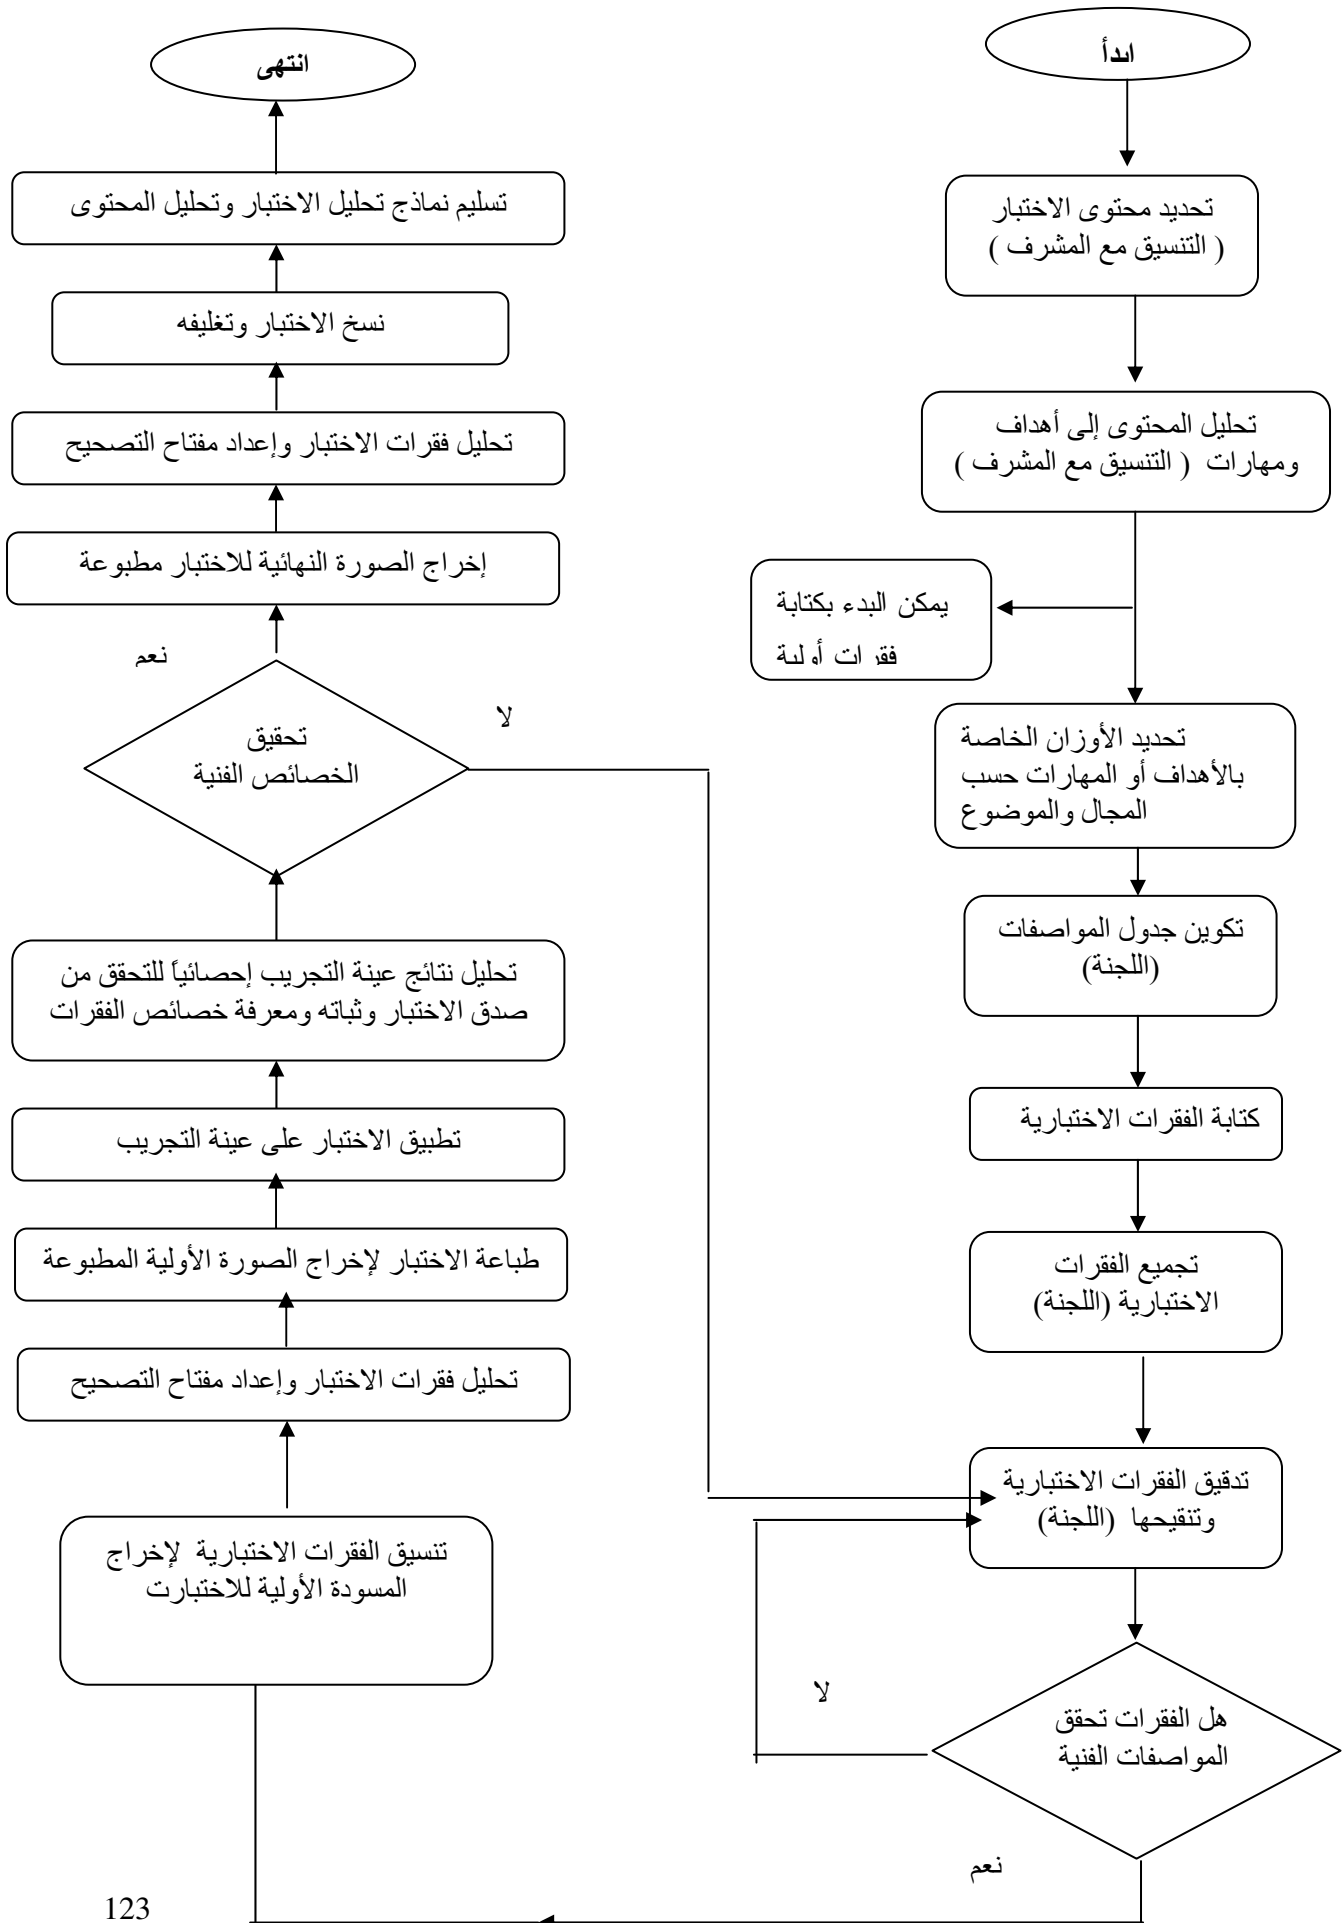 ابدأ
تحديد محتوى الاختبار
( التنسيق مع المشرف )
تحليل المحتوى إلى أهداف
ومهارات ( التنسيق مع المشرف )
يمكن البدء بكتابة
فقرات أولية
تحديد الأوزان الخاصة
بالأهداف أو المهارات حسب
المجال والموضوع
تكوين جدول المواصفات
(اللجنة)
كتابة الفقرات الاختبارية
تجميع الفقرات
الاختبارية (اللجنة)
تدقيق الفقرات الاختبارية
وتنقيحها (اللجنة)
هل الفقرات تحقق
المواصفات الفنية
لا
نعم
تنسيق الفقرات الاختبارية لإخراج
المسودة الأولية للاختبارت
تحليل فقرات الاختبار وإعداد مفتاح التصحيح
طباعة الاختبار لإخراج الصورة الأولية المطبوعة
تطبيق الاختبار على عينة التجريب
تحليل نتائج عينة التجريب إحصائياً للتحقق من
صدق الاختبار وثباته ومعرفة خصائص الفقرات
تحقيق
الخصائص الفنية
لا
نعم
إخراج الصورة النهائية للاختبار مطبوعة
تحليل فقرات الاختبار وإعداد مفتاح التصحيح
نسخ الاختبار وتغليفه
تسليم نماذج تحليل الاختبار وتحليل المحتوى
انتهى
123